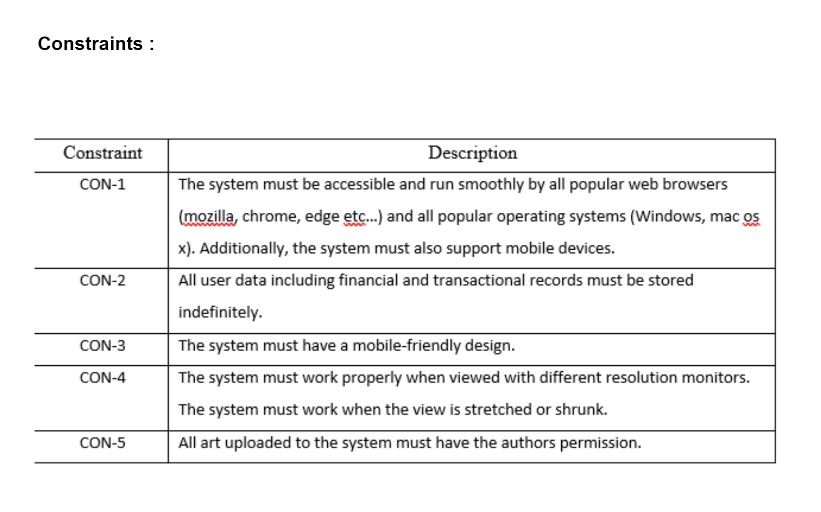 Constraints :
Constraint Description
CON-1 The system must be accessible and run smoothly by all popular web browsers
(mozilla, chrome, edge etc...) and all popular operating systems (Windows, mac os
x). Additionally, the system must also support mobile devices.
CON-2 All user data including financial and transactional records must be stored
indefinitely.
CON-3 The system must have a mobile-friendly design.
CON-4 The system must work properly when viewed with different resolution monitors.
The system must work when the view is stretched or shrunk.
CON-5 All art uploaded to the system must have the authors permission.